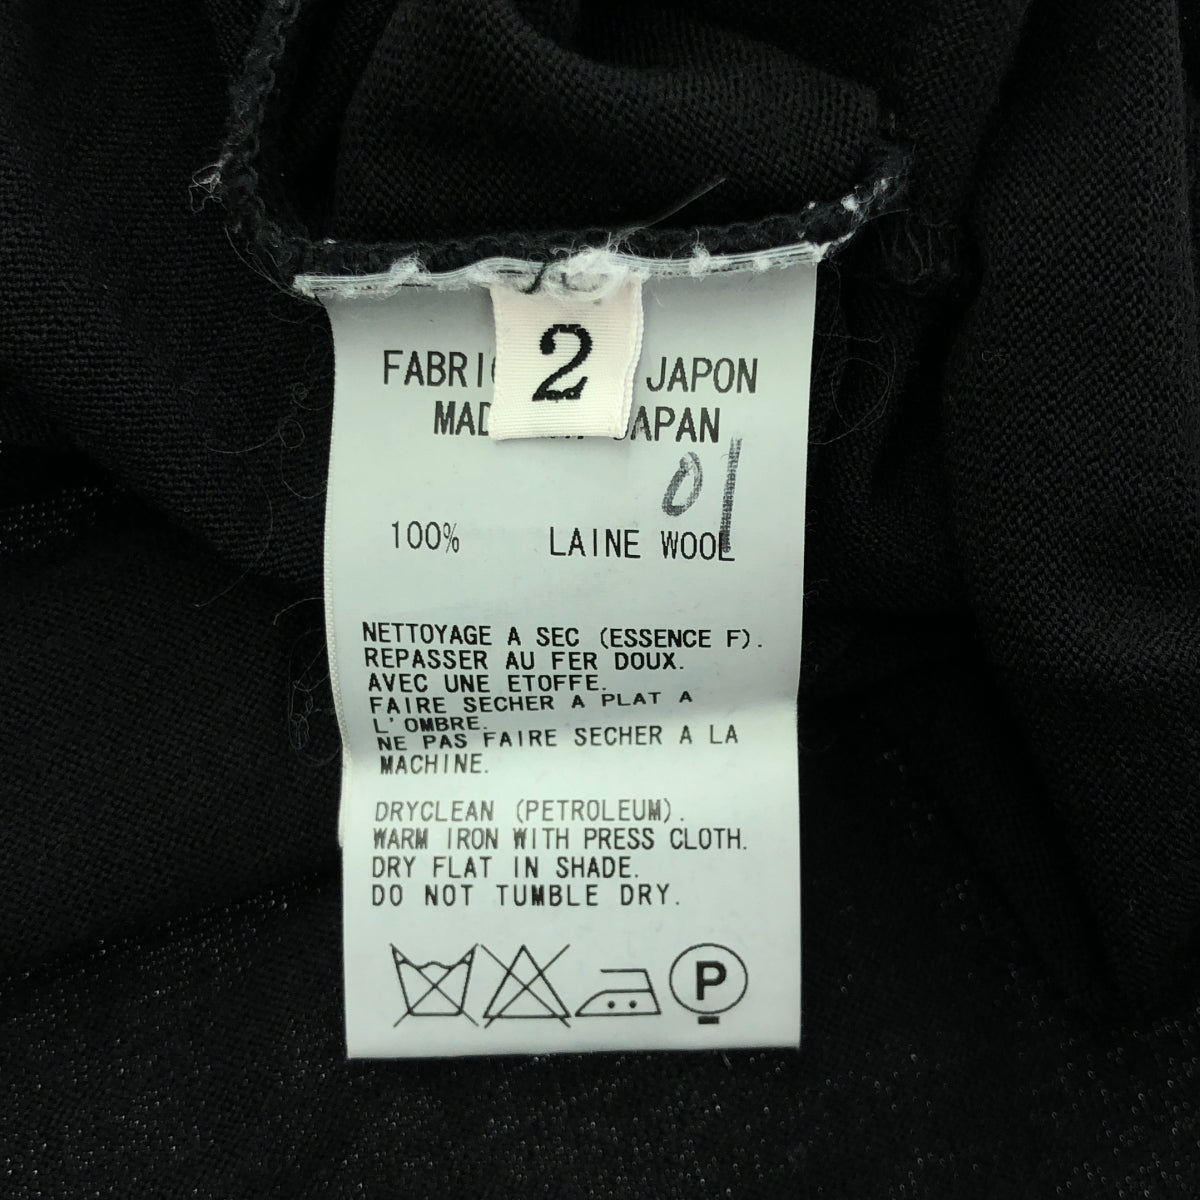 2
FABRI JAPON
MAD JAPAN
01
100% LAINE WOOL
NETTOYAGE A SEC (ESSENCE F).
REPASSER AU FER DOUX.
AVEC UNE ETOFFE.
FAIRE SECHER A PLAT A
L'OMBRE.
NE PAS FAIRE SECHER A LA
MACHINE.
DRYCLEAN (PETROLEUM).
WARM IRON WITH PRESS CLOTH.
DRY FLAT IN SHADE.
DO NOT TUMBLE DRY.
P